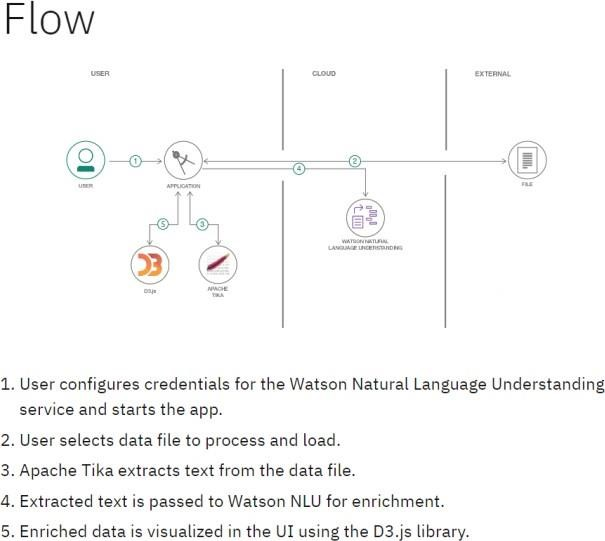 Flow
USER
CLOUD
EXTERNAL
1
2
4
USER
APPLICATION
FILE
5
3
WATSON NATURAL
LANGUAGE UNDERSTANDING
D3
D3.js
APACHE
TIKA
1. User configures credentials for the Watson Natural Language Understanding
service and starts the app.
2. User selects data file to process and load.
3. Apache Tika extracts text from the data file.
4. Extracted text is passed to Watson NLU for enrichment.
5. Enriched data is visualized in the UI using the D3.js library.